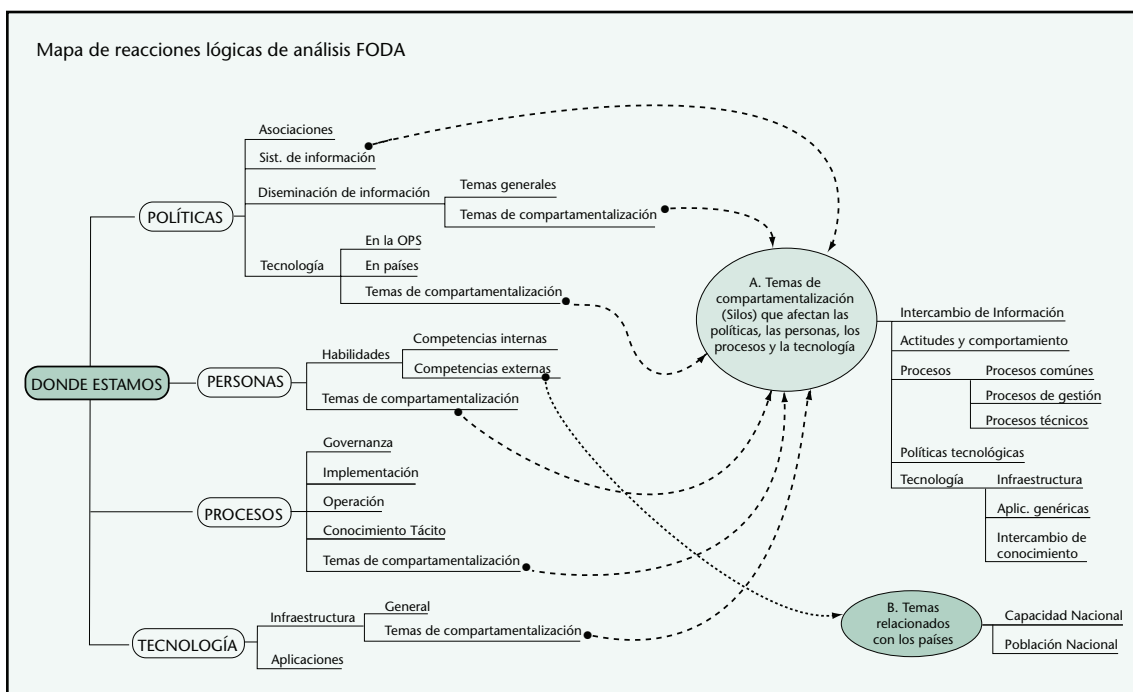 Mapa de reacciones lógicas de análisis FODA
DONDE ESTAMOS
POLÍTICAS
Asociaciones
Sist. de información
Diseminación de información
Temas generales
Temas de compartamentalización
Tecnología
En la OPS
En países
Temas de compartamentalización
PERSONAS
Habilidades
Competencias internas
Competencias externas
Temas de compartamentalización
PROCESOS
Governanza
Implementación
Operación
Conocimiento Tácito
Temas de compartamentalización
TECNOLOGÍA
Infraestructura
General
Temas de compartamentalización
Aplicaciones
A. Temas de
compartamentalización
(Silos) que afectan las
políticas, las personas, los
procesos y la tecnología
Intercambio de Información
Actitudes y comportamiento
Procesos
Procesos comúnes
Procesos de gestión
Procesos técnicos
Políticas tecnológicas
Tecnología
Infraestructura
Aplic. genéricas
Intercambio de
conocimiento
B. Temas
relacionados
con los países
Capacidad Nacional
Población Nacional